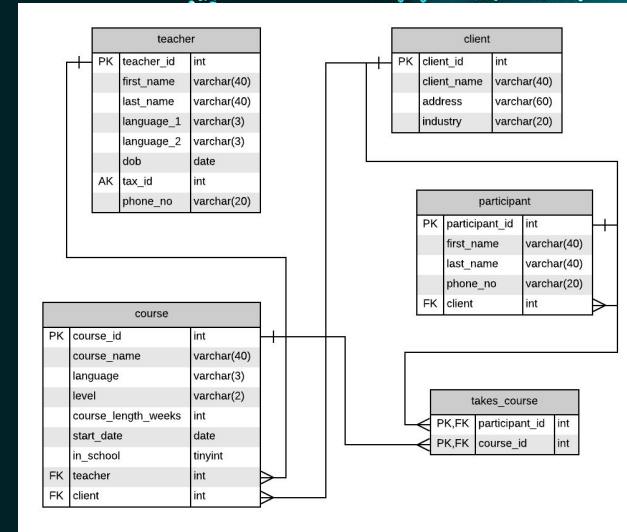 teacher
PK teacher_id int
first_name varchar(40)
last_name varchar(40)
language_1 varchar(3)
language_2 varchar(3)
dob date
AK tax_id int
phone_no varchar(20)
client
PK client_id int
client_name varchar(40)
address varchar(60)
industry varchar(20)
participant
PK participant_id int
first_name varchar(40)
last_name varchar(40)
phone_no varchar(20)
FK client int
course
PK course_id int
course_name varchar(40)
language varchar(3)
level varchar(2)
course_length_weeks int
start_date date
in_school tinyint
FK teacher int
FK client int
takes_course
PK,FK participant_id int
PK,FK course_id int